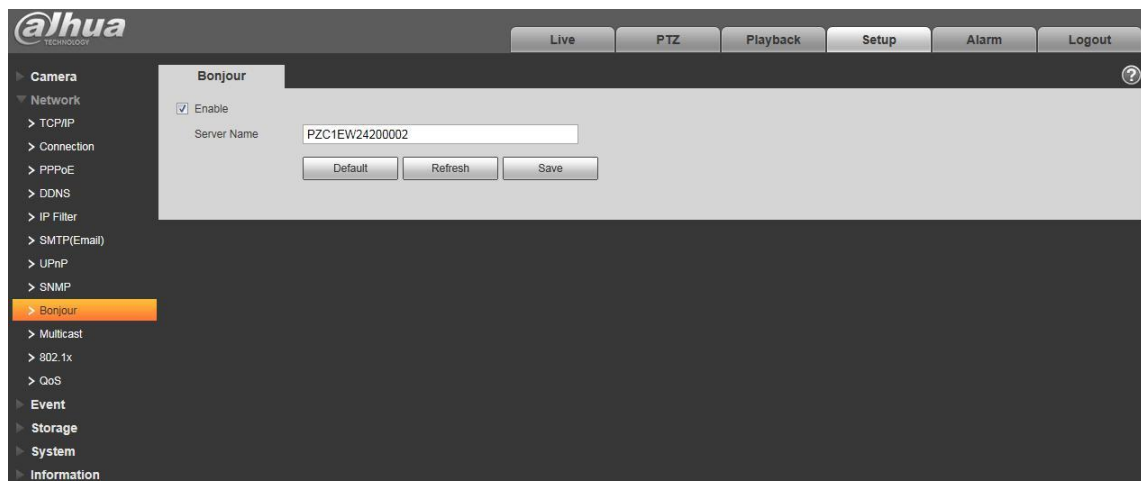 alhua
TECHNOLOGY
Live PTZ Playback Setup Alarm Logout
Camera
Network
> TCP/IP
> Connection
> PPPoE
> DDNS
> IP Filter
> SMTP(Email)
> UPnP
> SNMP
> Bonjour
> Multicast
> 802.1x
> QoS
Event
Storage
System
Information
Bonjour
?
Enable
Server Name PZC1EW24200002
Default Refresh Save